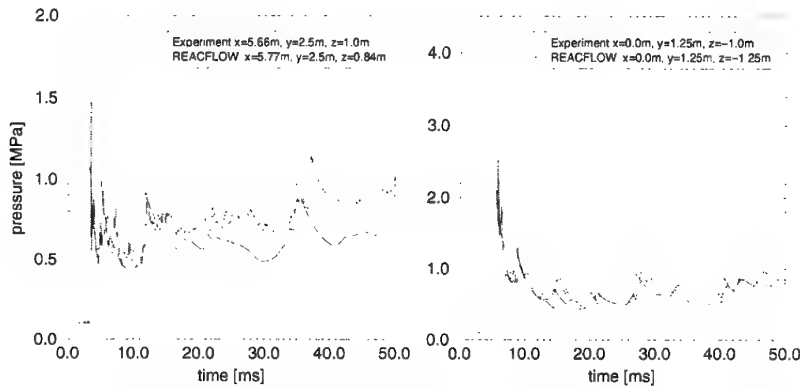 2.0
1.5
1.0
0.5
0.0
pressure [MPa]
Experiment x=5.66m, y=2.5m, z=1.0m
REACFLOW x=5.77m, y=2.5m, z=0.84m
0.0 10.0 20.0 30.0 40.0 50.0
time [ms]
4.0
3.0
2.0
1.0
0.0
Experiment x=0.0m, y=1.25m, z=-1.0m
REACFLOW x=0.0m, y=1.25m, z=-1 25m
0.0 10.0 20.0 30.0 40.0 50.0
time [ms]